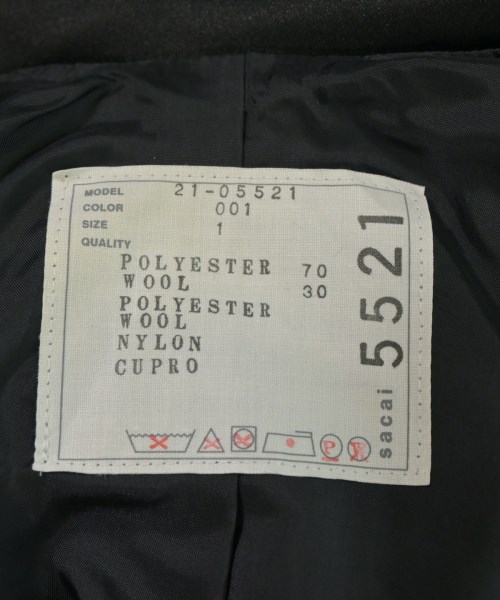 MODEL 21-05521
COLOR 001
SIZE 1
QUALITY
POLYESTER 70
WOOL 30
POLYESTER
WOOL
NYLON
CUPRO
P
sacai 5521